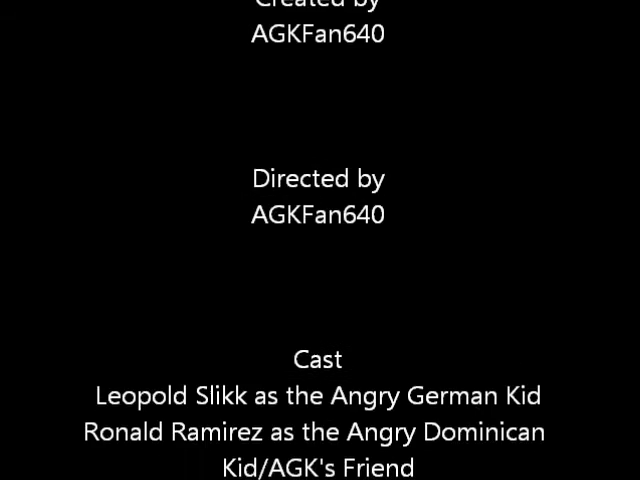 Created by
AGKFan640
Directed by
AGKFan640
Cast
Leopold Slikk as the Angry German Kid
Ronald Ramirez as the Angry Dominican
Kid/AGK's Friend